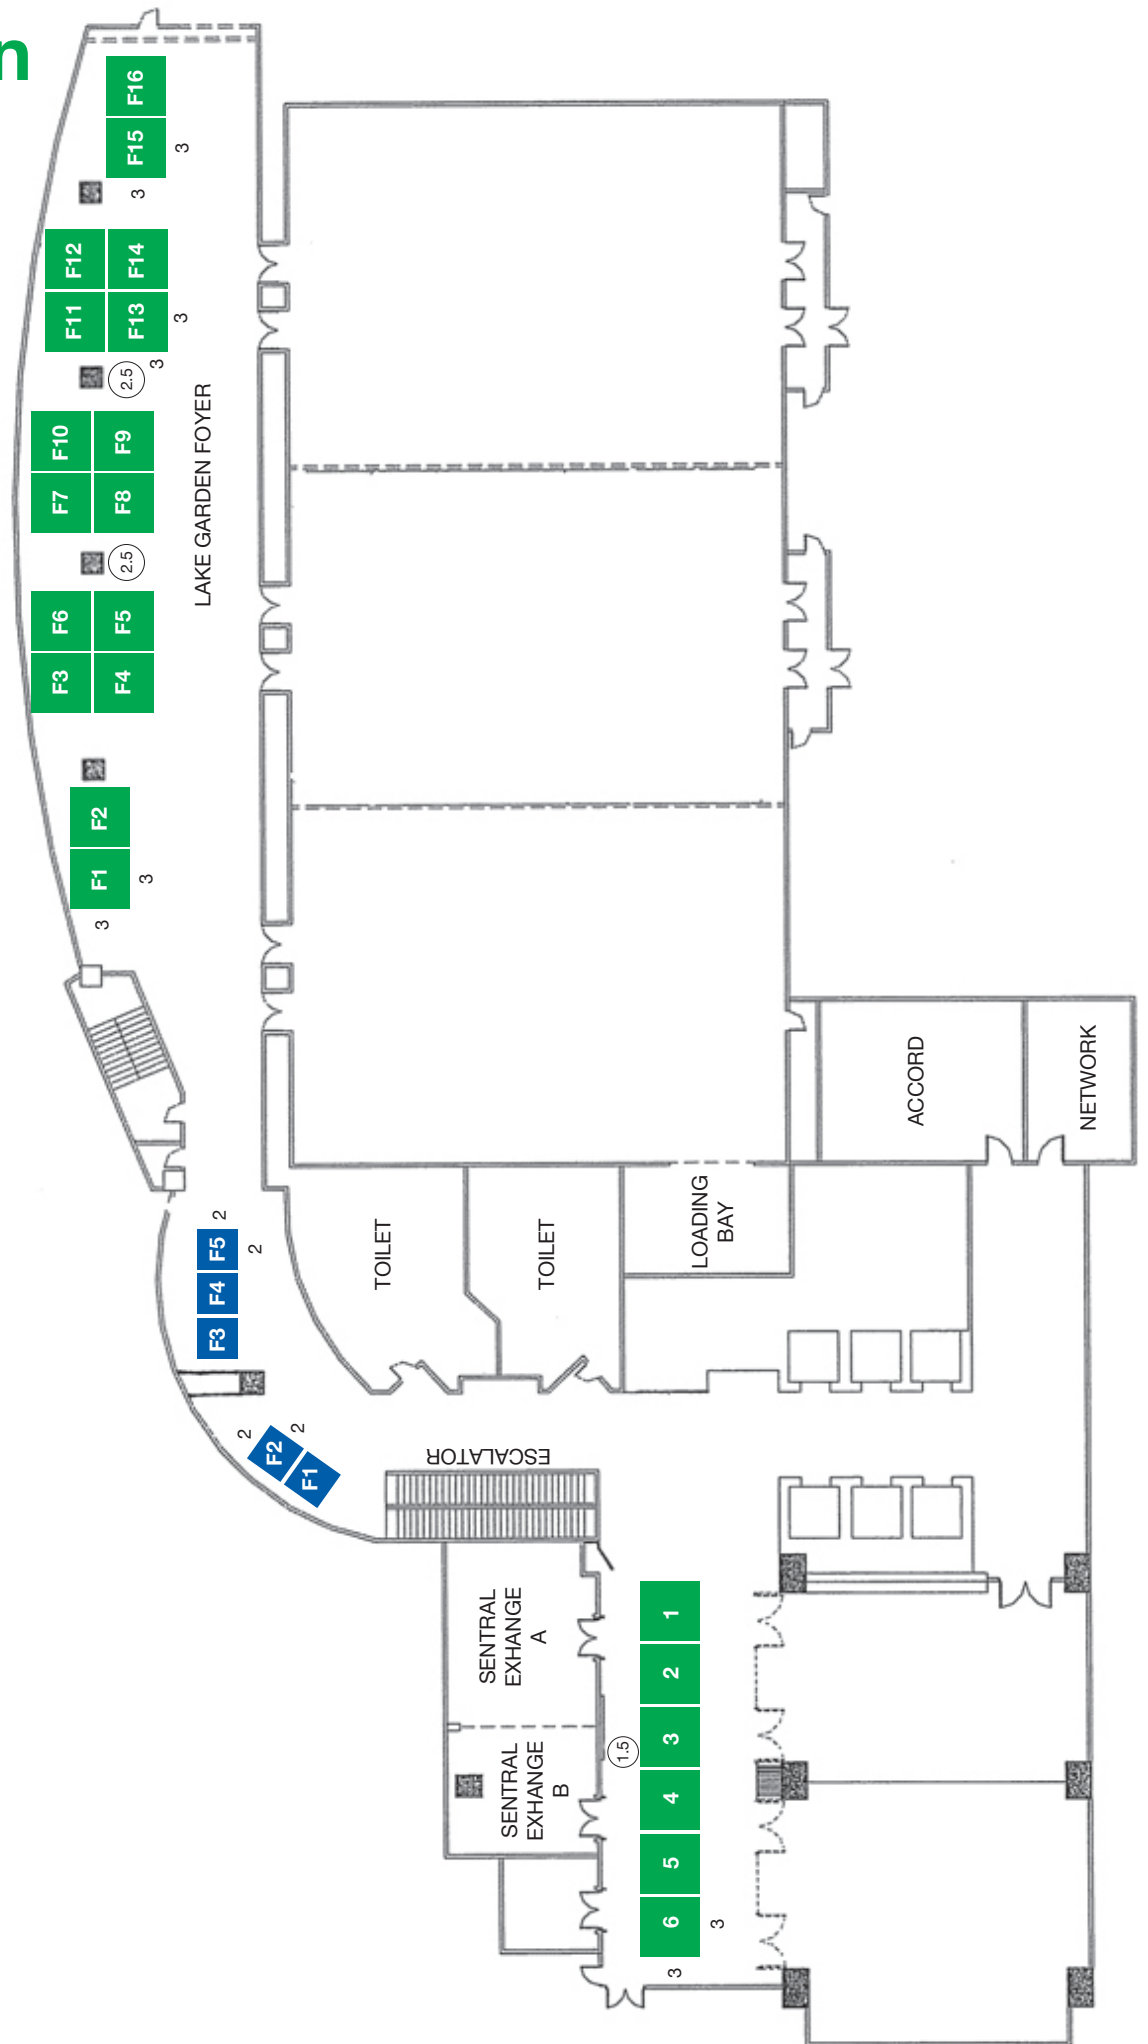 n
F16
F15
3
3
F12
F14
F11
F13
3
3
2.5
F10
F9
F7
F8
LAKE GARDEN FOYER
2.5
F6
F5
F3
F4
F2
F1
3
3
ACCORD
NETWORK
LOADING
BAY
TOILET
TOILET
2
F5
2
F4
F3
2
2
F2
F1
ESCALATOR
SENTRAL
EXHANGE
A
SENTRAL
EXHANGE
B
1
2
3
1.5
4
5
6
3
3